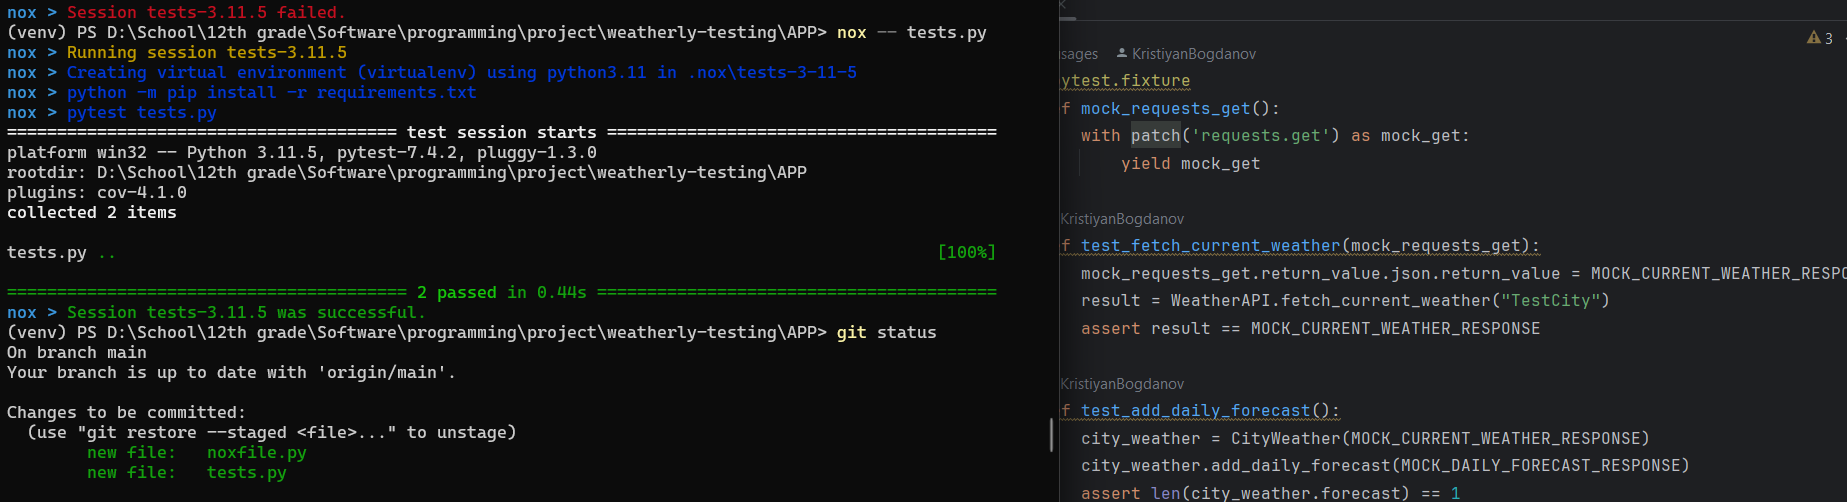 nox > Session tests-3.11.5 failed.
(venv) PS D:\School\12th grade\Software\programming\project\weatherly-testing\APP> nox -- tests.py
nox > Running session tests-3.11.5
nox > Creating virtual environment (virtualenv) using python3.11 in .nox\tests-3-11-5
nox > python -m pip install -r requirements.txt
nox > pytest tests.py
======================================= test session starts =======================================
platform win32 -- Python 3.11.5, pytest-7.4.2, pluggy-1.3.0
rootdir: D:\School\12th grade\Software\programming\project\weatherly-testing\APP
plugins: cov-4.1.0
collected 2 items
tests.py .. [100%]
======================================== 2 passed in 0.44s ========================================
nox > Session tests-3.11.5 was successful.
(venv) PS D:\School\12th grade\Software\programming\project\weatherly-testing\APP> git status
On branch main
Your branch is up to date with 'origin/main'.
Changes to be committed:
(use "git restore --staged <file>..." to unstage)
new file: noxfile.py
new file: tests.py
sages KristiyanBogdanov
3
ytest.fixture
f mock_requests_get():
with patch('requests.get') as mock_get:
yield mock_get
KristiyanBogdanov
f test_fetch_current_weather(mock_requests_get):
mock_requests_get.return_value.json.return_value = MOCK_CURRENT_WEATHER_RESPO
result = WeatherAPI.fetch_current_weather("TestCity")
assert result == MOCK_CURRENT_WEATHER_RESPONSE
KristiyanBogdanov
f test_add_daily_forecast():
city_weather = CityWeather(MOCK_CURRENT_WEATHER_RESPONSE)
city_weather.add_daily_forecast(MOCK_DAILY_FORECAST_RESPONSE)
assert len(city_weather.forecast) == 1